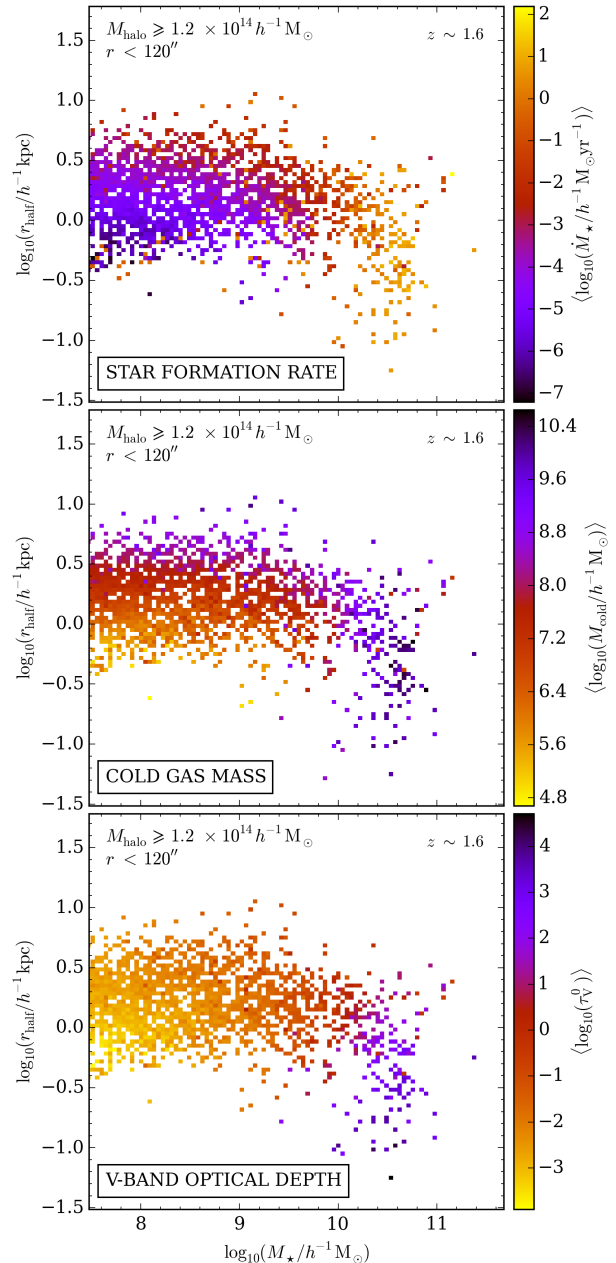 M_halo ⩾ 1.2 × 10^14 h^−1 M_⊙
z ∼ 1.6
r < 120″
1.5
1.0
0.5
0.0
−0.5
−1.0
−1.5
log10(r_half/h^−1 kpc)
STAR FORMATION RATE
2
1
0
−1
−2
−3
−4
−5
−6
−7
⟨log10(Ṁ_⋆/h^−1 M_⊙yr^−1)⟩
M_halo ⩾ 1.2 × 10^14 h^−1 M_⊙
z ∼ 1.6
r < 120″
1.5
1.0
0.5
0.0
−0.5
−1.0
−1.5
log10(r_half/h^−1 kpc)
COLD GAS MASS
10.4
9.6
8.8
8.0
7.2
6.4
5.6
4.8
⟨log10(M_cold/h^−1 M_⊙)⟩
M_halo ⩾ 1.2 × 10^14 h^−1 M_⊙
z ∼ 1.6
r < 120″
1.5
1.0
0.5
0.0
−0.5
−1.0
−1.5
log10(r_half/h^−1 kpc)
V-BAND OPTICAL DEPTH
4
3
2
1
0
−1
−2
−3
⟨log10(τ_V^0)⟩
8 9 10 11
log10(M_⋆/h^−1 M_⊙)